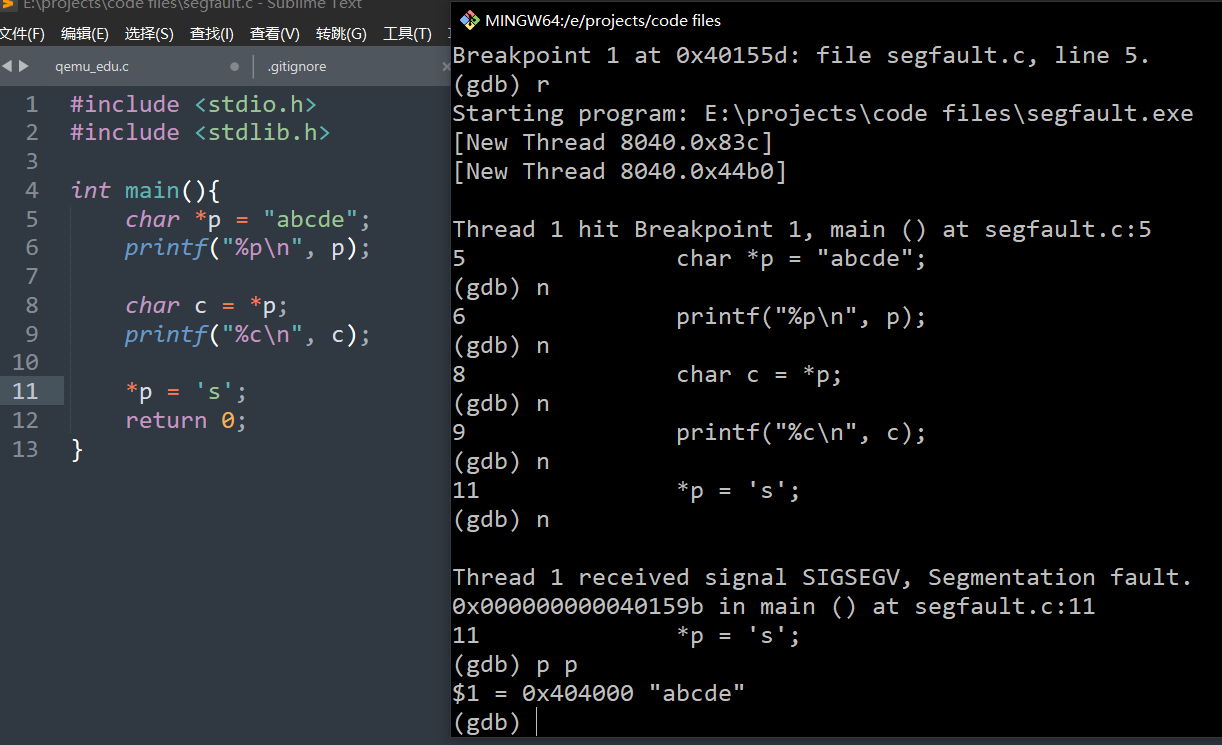 E:\projects\code files\segfault.c - Sublime Text
文件(F) 编辑(E) 选择(S) 查找(I) 查看(V) 转跳(G) 工具(T)
qemu_edu.c
.gitignore
1 #include <stdio.h>
2 #include <stdlib.h>
3
4 int main(){
5     char *p = "abcde";
6     printf("%p\n", p);
7
8     char c = *p;
9     printf("%c\n", c);
10
11     *p = 's';
12     return 0;
13 }
MINGW64:/e/projects/code files
Breakpoint 1 at 0x40155d: file segfault.c, line 5.
(gdb) r
Starting program: E:\projects\code files\segfault.exe
[New Thread 8040.0x83c]
[New Thread 8040.0x44b0]
Thread 1 hit Breakpoint 1, main () at segfault.c:5
5               char *p = "abcde";
(gdb) n
6               printf("%p\n", p);
(gdb) n
8               char c = *p;
(gdb) n
9               printf("%c\n", c);
(gdb) n
11              *p = 's';
(gdb) n
Thread 1 received signal SIGSEGV, Segmentation fault.
0x000000000040159b in main () at segfault.c:11
11              *p = 's';
(gdb) p p
$1 = 0x404000 "abcde"
(gdb)